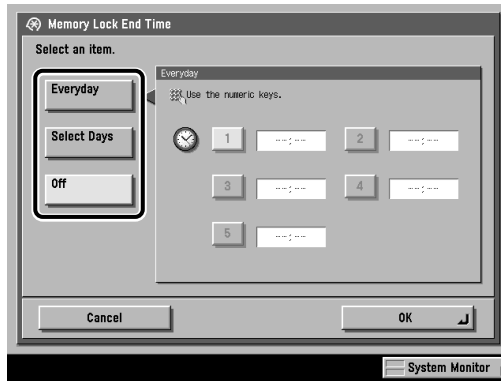 Memory Lock End Time
Select an item.
Everyday
Select Days
Off
Everyday
Use the numeric keys.
1 --:-- 2 --:--
3 --:-- 4 --:--
5 --:--
Cancel OK
System Monitor